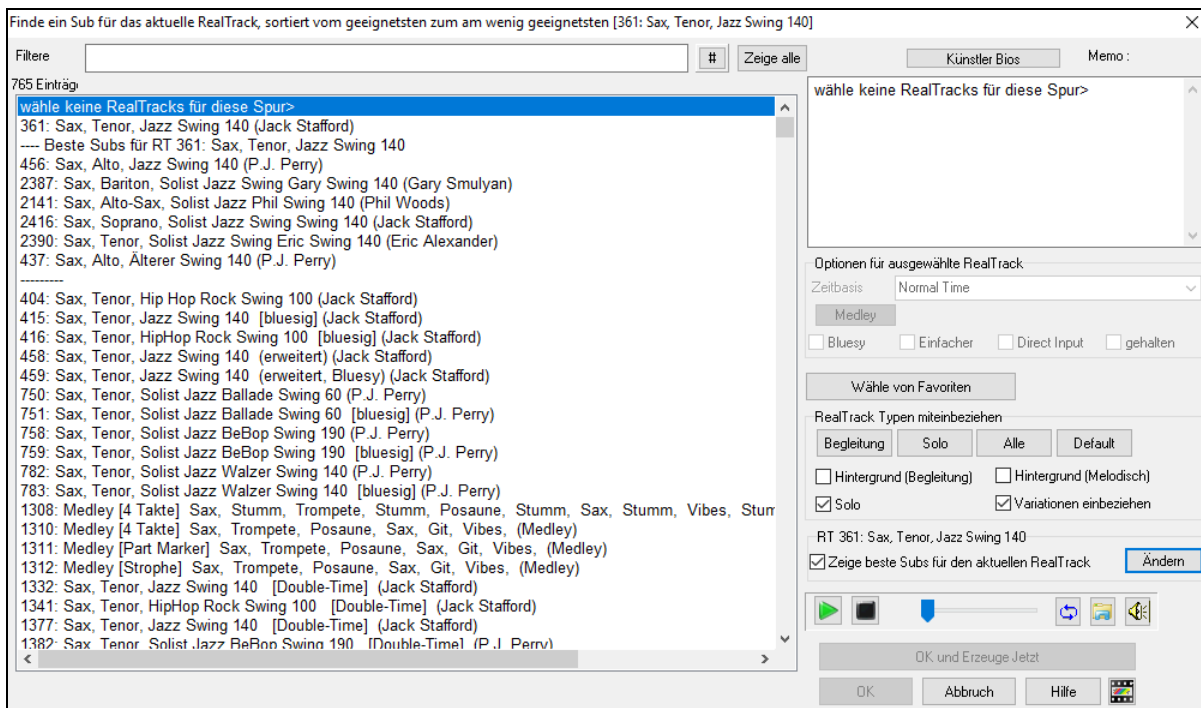 Finde ein Sub für das aktuelle RealTrack, sortiert vom geeignetsten zum am wenig geeignetsten [361: Sax, Tenor, Jazz Swing 140]
Filtere
#
Zeige alle
Künstler Bios
Memo :
765 Einträg
wähle keine RealTracks für diese Spur>
361: Sax, Tenor, Jazz Swing 140 (Jack Stafford)
---- Beste Subs für RT 361: Sax, Tenor, Jazz Swing 140
456: Sax, Alto, Jazz Swing 140 (P.J. Perry)
2387: Sax, Bariton, Solist Jazz Swing Gary Swing 140 (Gary Smulyan)
2141: Sax, Alto-Sax, Solist Jazz Phil Swing 140 (Phil Woods)
2416: Sax, Soprano, Solist Jazz Swing Swing 140 (Jack Stafford)
2390: Sax, Tenor, Solist Jazz Swing Eric Swing 140 (Eric Alexander)
437: Sax, Alto, Älterer Swing 140 (P.J. Perry)
---------
404: Sax, Tenor, Hip Hop Rock Swing 100 (Jack Stafford)
415: Sax, Tenor, Jazz Swing 140 [bluesig] (Jack Stafford)
416: Sax, Tenor, HipHop Rock Swing 100 [bluesig] (Jack Stafford)
458: Sax, Tenor, Jazz Swing 140 (erweitert) (Jack Stafford)
459: Sax, Tenor, Jazz Swing 140 (erweitert, Bluesy) (Jack Stafford)
750: Sax, Tenor, Solist Jazz Ballade Swing 60 (P.J. Perry)
751: Sax, Tenor, Solist Jazz Ballade Swing 60 [bluesig] (P.J. Perry)
758: Sax, Tenor, Solist Jazz BeBop Swing 190 (P.J. Perry)
759: Sax, Tenor, Solist Jazz BeBop Swing 190 [bluesig] (P.J. Perry)
782: Sax, Tenor, Solist Jazz Walzer Swing 140 (P.J. Perry)
783: Sax, Tenor, Solist Jazz Walzer Swing 140 [bluesig] (P.J. Perry)
1308: Medley [4 Takte] Sax, Stumm, Trompete, Stumm, Posaune, Stumm, Sax, Stumm, Vibes, Stum
1310: Medley [4 Takte] Sax, Trompete, Posaune, Sax, Git, Vibes, (Medley)
1311: Medley [Part Marker] Sax, Trompete, Posaune, Sax, Git, Vibes, (Medley)
1312: Medley [Strophe] Sax, Trompete, Posaune, Sax, Git, Vibes, (Medley)
1332: Sax, Tenor, Jazz Swing 140 [Double-Time] (Jack Stafford)
1341: Sax, Tenor, HipHop Rock Swing 100 [Double-Time] (Jack Stafford)
1377: Sax, Tenor, Jazz Swing 140 [Double-Time] (Jack Stafford)
1382: Sax, Tenor, Solist Jazz BeBop Swing 190 [Double-Time] (P.J. Perry)
wähle keine RealTracks für diese Spur>
Optionen für ausgewählte RealTrack
Zeitbasis
Normal Time
Medley
Bluesy
Einfacher
Direct Input
gehalten
Wähle von Favoriten
RealTrack Typen miteinbeziehen
Begleitung
Solo
Alle
Default
Hintergrund (Begleitung)
Hintergrund (Melodisch)
Solo
Variationen einbeziehen
RT 361: Sax, Tenor, Jazz Swing 140
Zeige beste Subs für den aktuellen RealTrack
Ändern
OK und Erzeuge Jetzt
OK
Abbruch
Hilfe